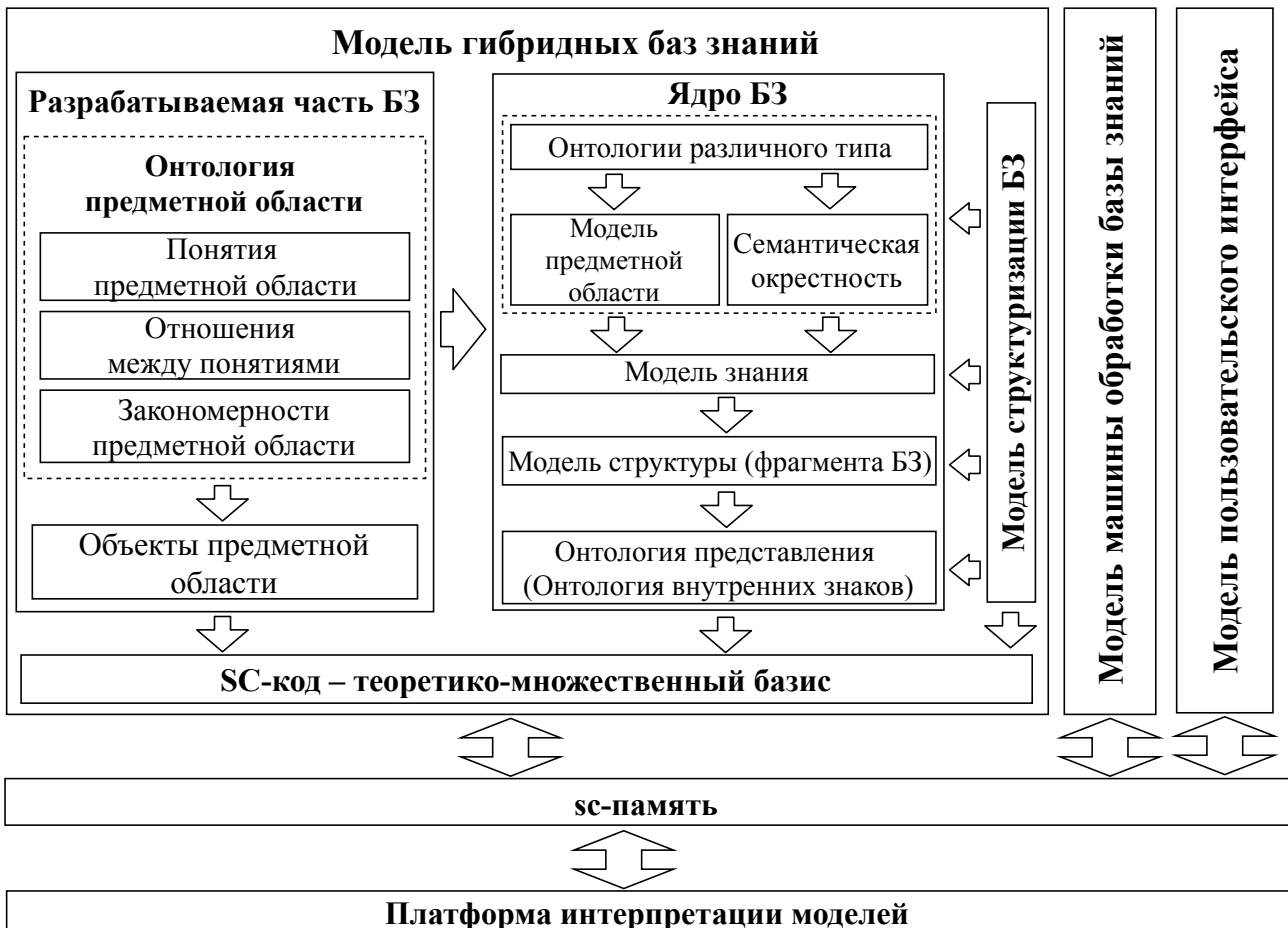 Модель гибридных баз знаний
Разрабатываемая часть БЗ
Онтология
предметной области
Понятия
предметной области
Отношения
между понятиями
Закономерности
предметной области
Объекты предметной
области
Ядро БЗ
Онтологии различного типа
Модель
предметной
области
Семантическая
окрестность
Модель знания
Модель структуры (фрагмента БЗ)
Онтология представления
(Онтология внутренних знаков)
Модель структуризации БЗ
SC-код – теоретико-множественный базис
Модель машины обработки базы знаний
Модель пользовательского интерфейса
sc-память
Платформа интерпретации моделей